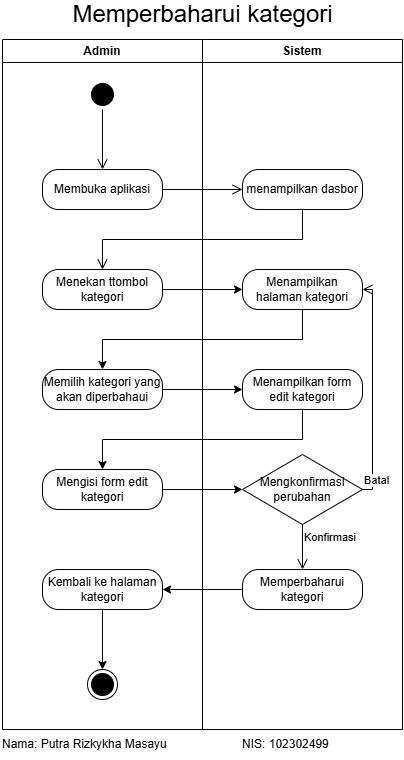 Memperbaharui kategori
Admin
Sistem
Membuka aplikasi
menampilkan dasbor
Menekan ttombol
kategori
Menampilkan
halaman kategori
Memilih kategori yang
akan diperbahaui
Menampilkan form
edit kategori
Mengisi form edit
kategori
Mengkonfirmasi
perubahan
Batal
Konfirmasi
Kembali ke halaman
kategori
Memperbaharui
kategori
Nama: Putra Rizkykha Masayu
NIS: 102302499